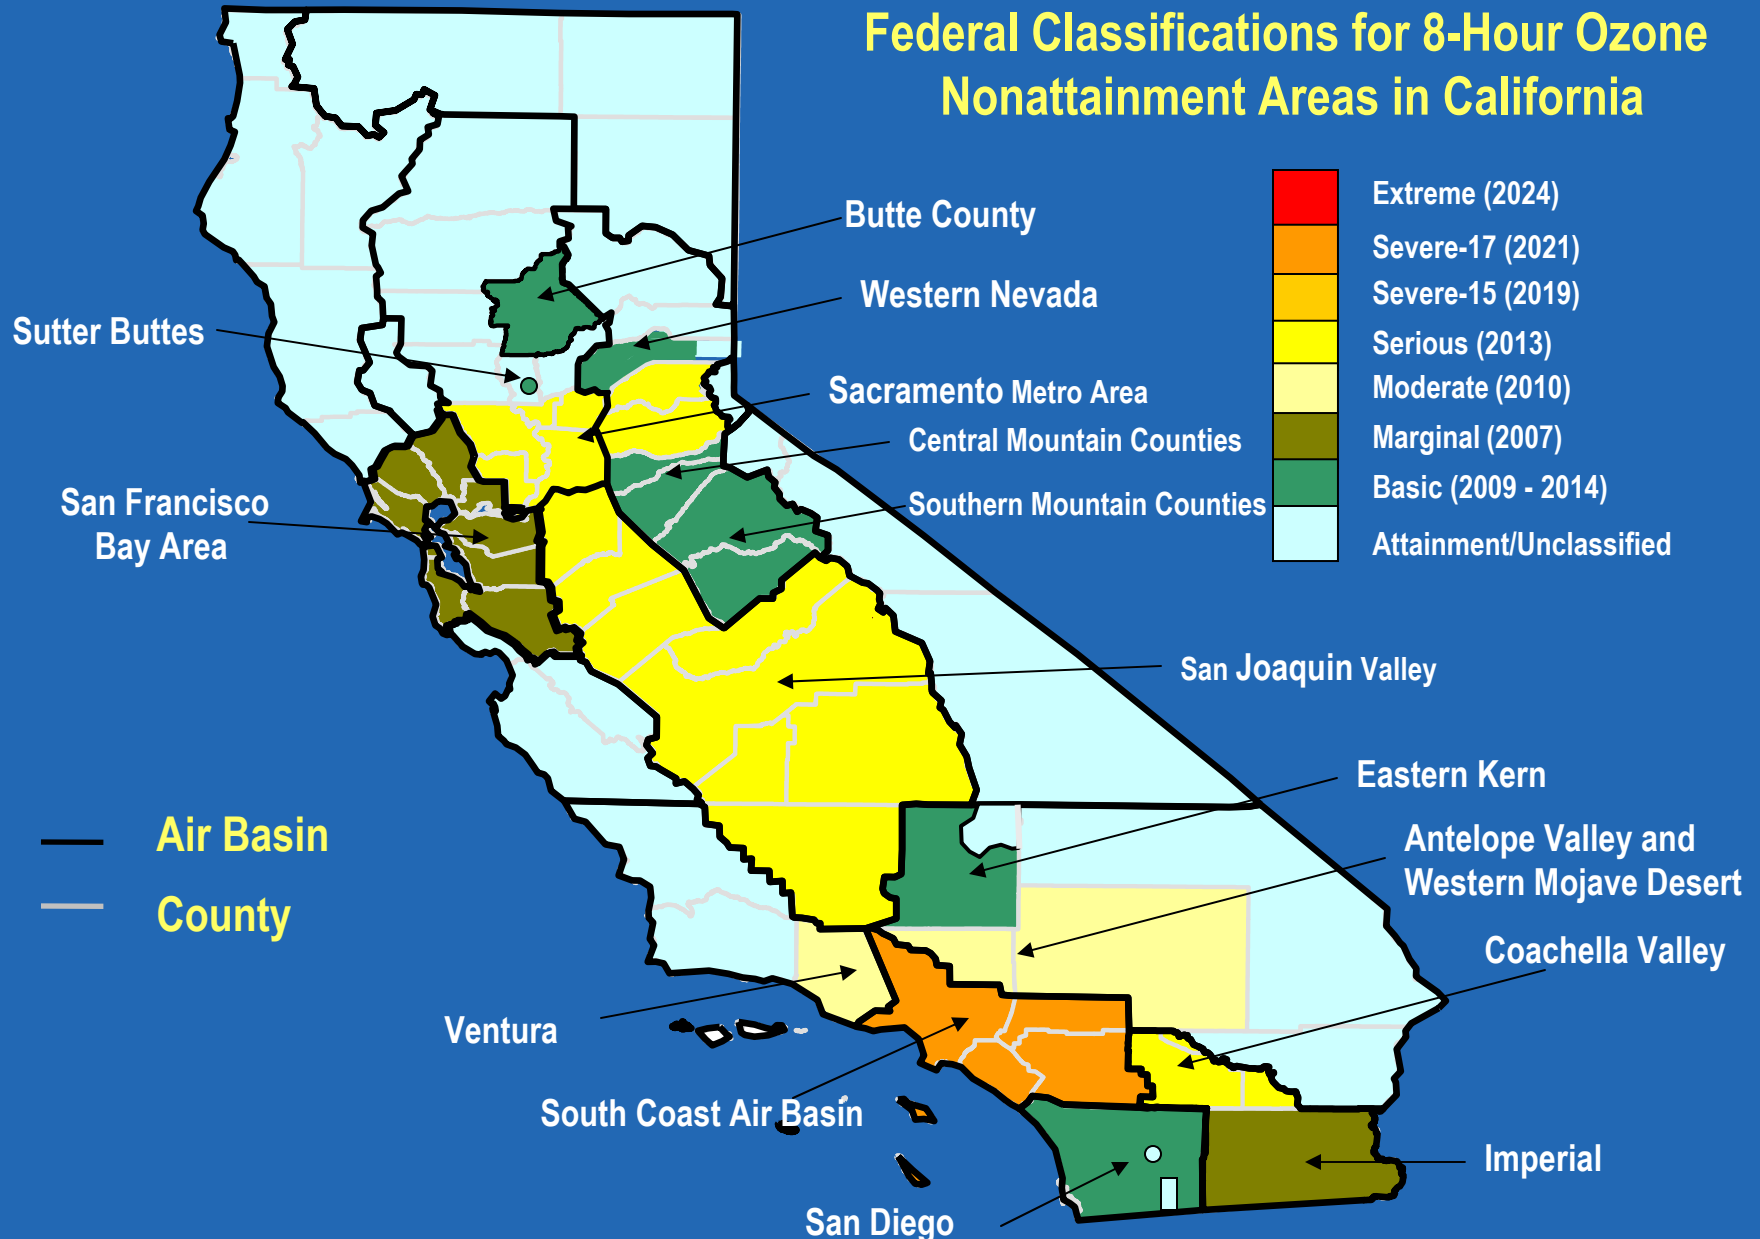 Federal Classifications for 8-Hour Ozone
Nonattainment Areas in California
Extreme (2024)
Severe-17 (2021)
Severe-15 (2019)
Serious (2013)
Moderate (2010)
Marginal (2007)
Basic (2009 - 2014)
Attainment/Unclassified
Butte County
Western Nevada
Sutter Buttes
Sacramento Metro Area
Central Mountain Counties
Southern Mountain Counties
San Francisco
Bay Area
San Joaquin Valley
Eastern Kern
Antelope Valley and
Western Mojave Desert
Coachella Valley
Air Basin
County
Ventura
South Coast Air Basin
Imperial
San Diego